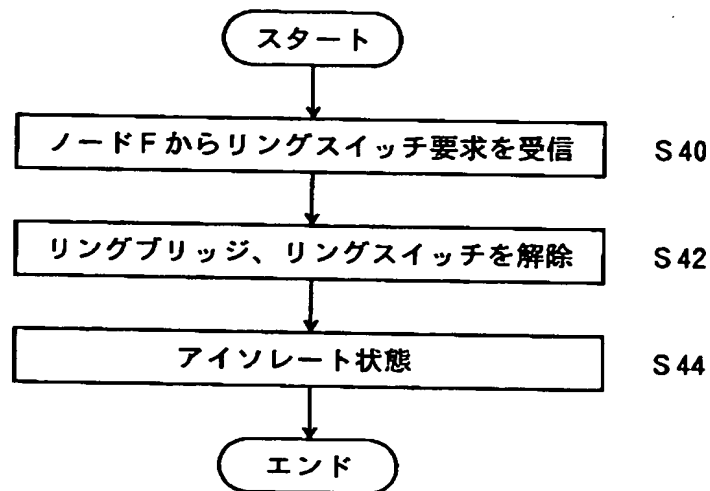 スタート
ノードFからリングスイッチ要求を受信 S40
リングブリッジ、リングスイッチを解除 S42
アイソレート状態 S44
エンド